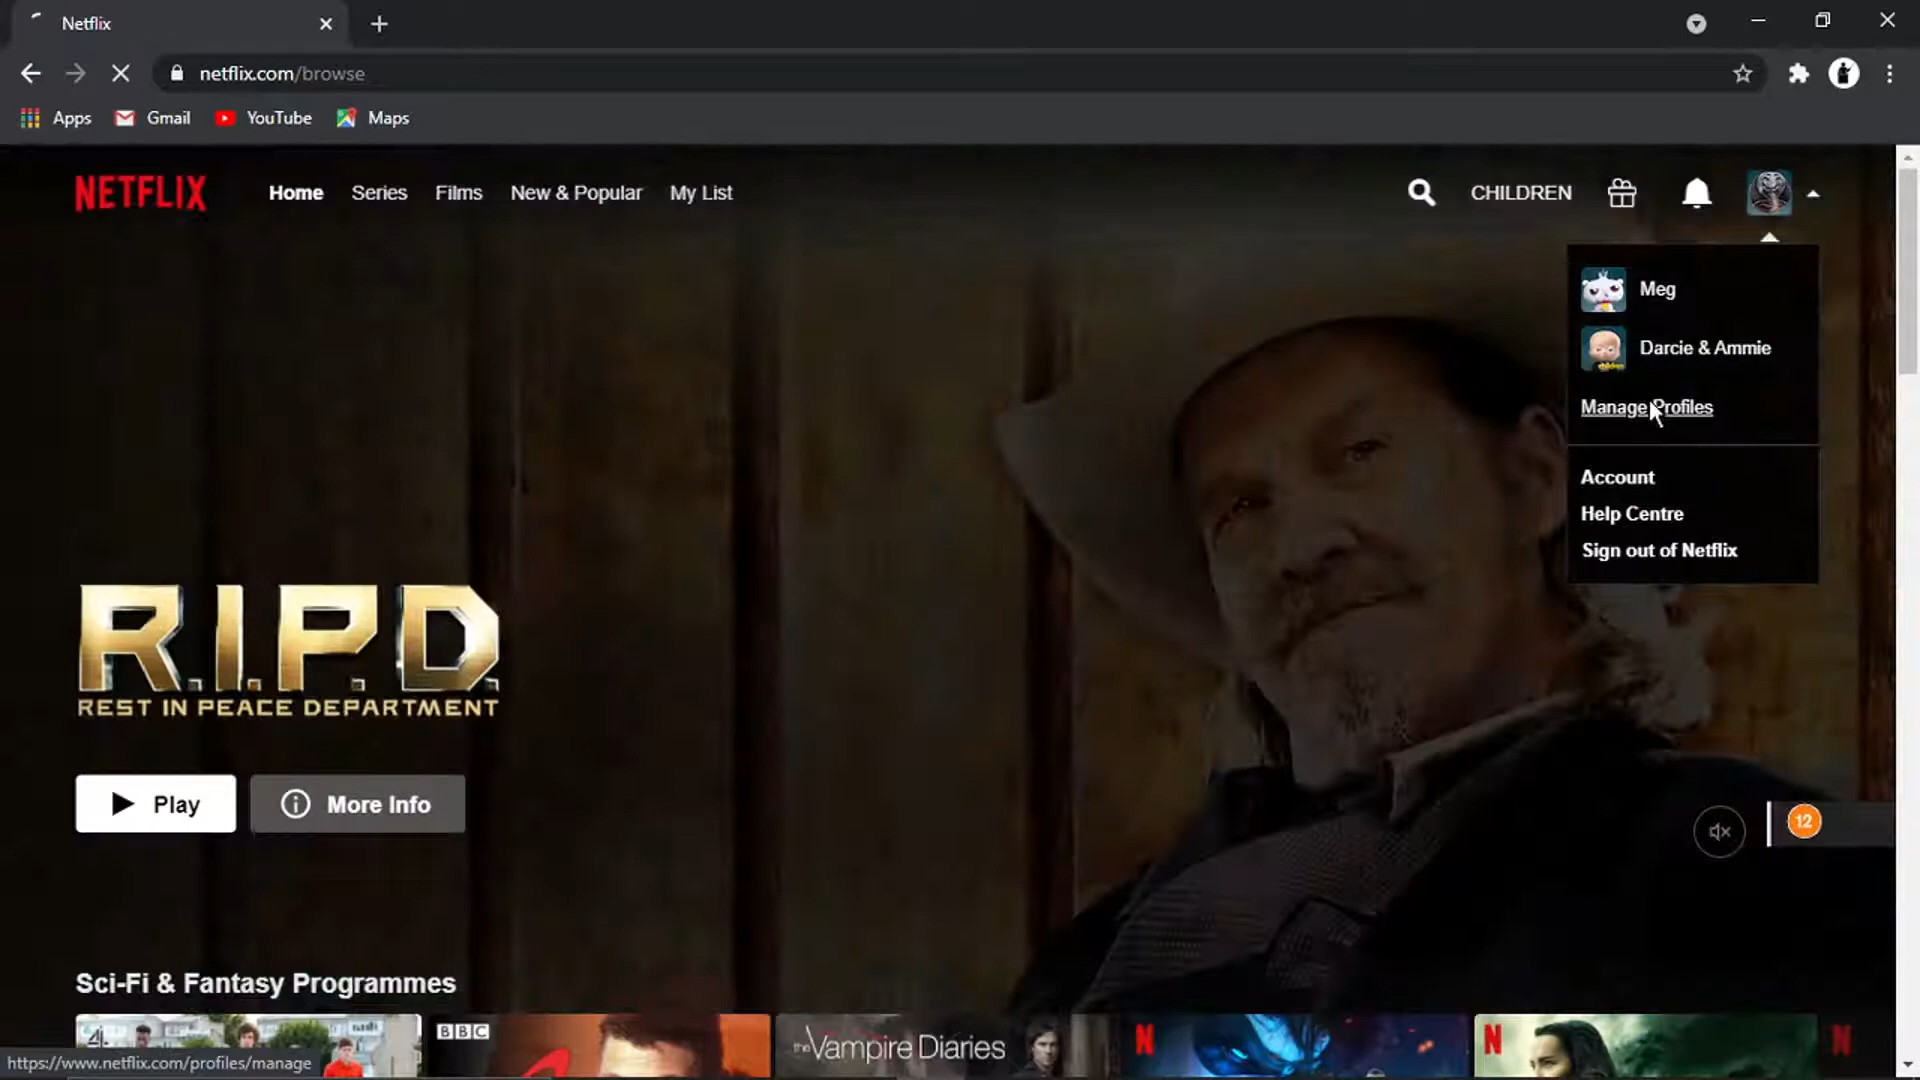 Netflix
netflix.com/browse
Apps Gmail YouTube Maps
NETFLIX Home Series Films New & Popular My List CHILDREN
Meg
Darcie & Ammie
Manage Profiles
Account
Help Centre
Sign out of Netflix
R.I.P.D.
REST IN PEACE DEPARTMENT
Play More Info
12
Sci-Fi & Fantasy Programmes
4 BBC the Vampire Diaries N N N
https://www.netflix.com/profiles/manage